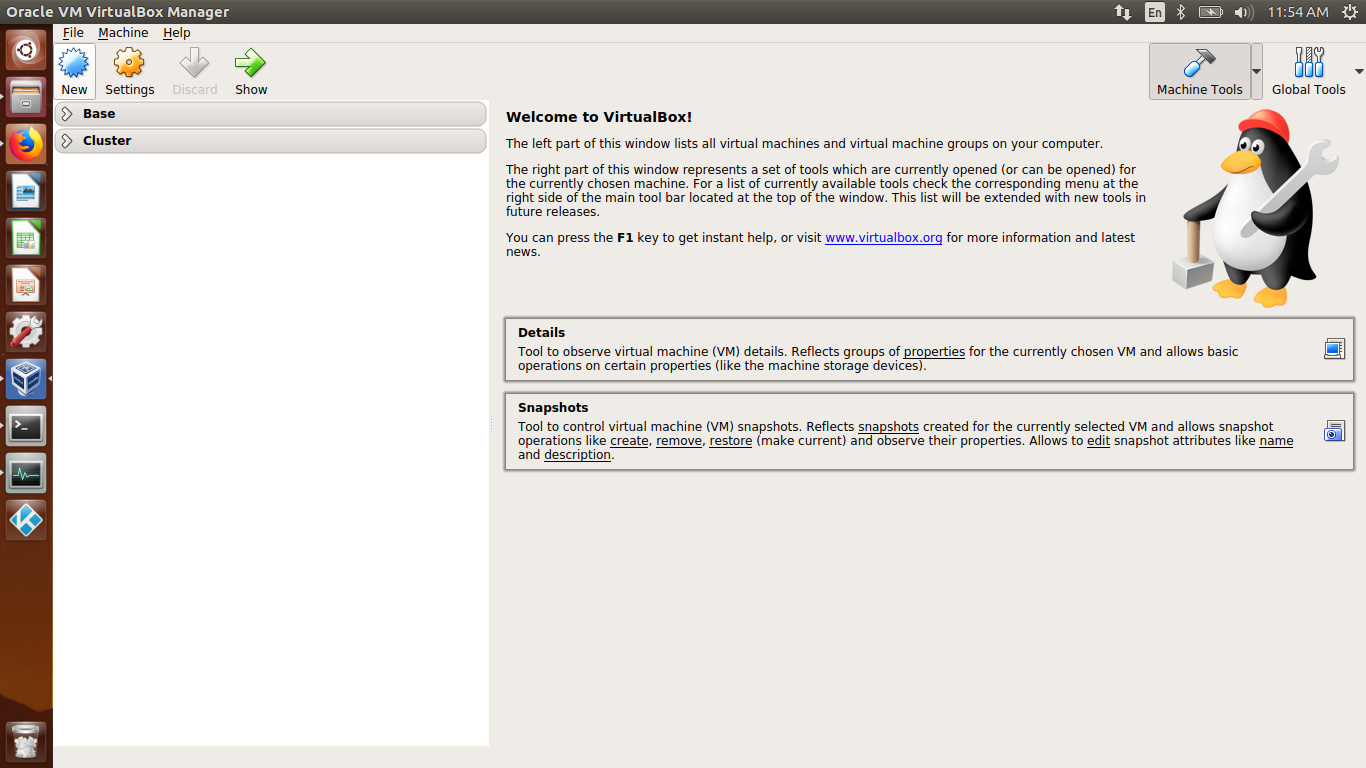 Oracle VM VirtualBox Manager
En
11:54 AM
File Machine Help
New Settings Discard Show
Machine Tools Global Tools
Base
Cluster
Welcome to VirtualBox!
The left part of this window lists all virtual machines and virtual machine groups on your computer.
The right part of this window represents a set of tools which are currently opened (or can be opened) for
the currently chosen machine. For a list of currently available tools check the corresponding menu at the
right side of the main tool bar located at the top of the window. This list will be extended with new tools in
future releases.
You can press the F1 key to get instant help, or visit www.virtualbox.org for more information and latest
news.
Details
Tool to observe virtual machine (VM) details. Reflects groups of properties for the currently chosen VM and allows basic
operations on certain properties (like the machine storage devices).
Snapshots
Tool to control virtual machine (VM) snapshots. Reflects snapshots created for the currently selected VM and allows snapshot
operations like create, remove, restore (make current) and observe their properties. Allows to edit snapshot attributes like name
and description.